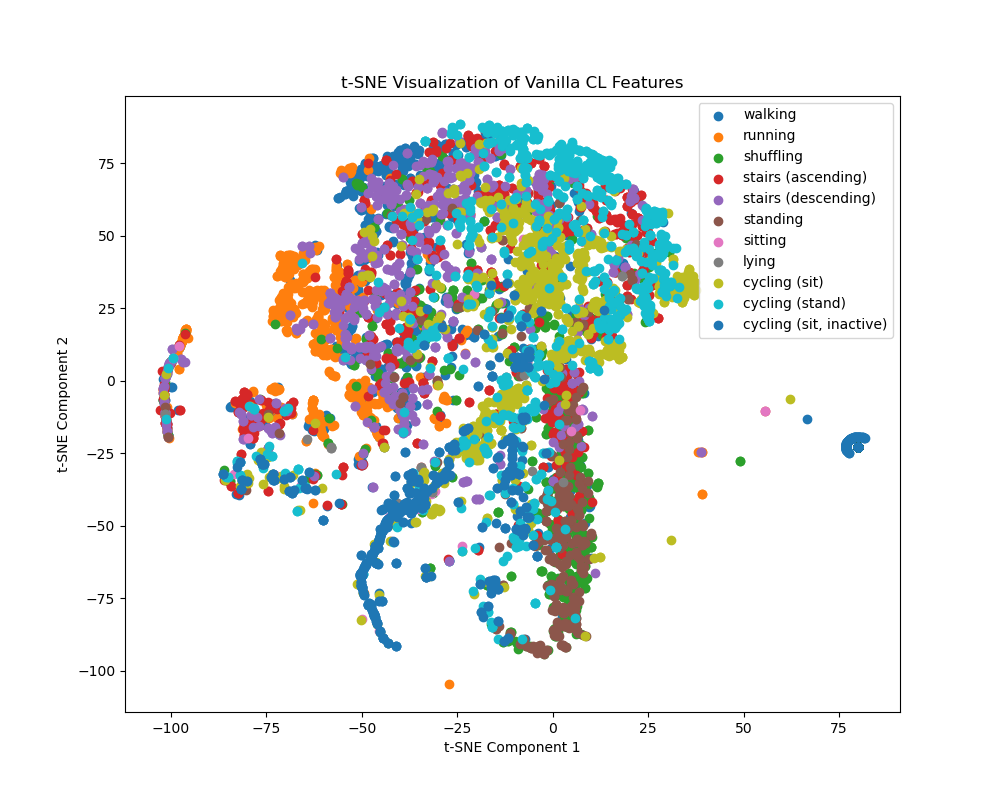 t-SNE Visualization of Vanilla CL Features
walking
running
shuffling
stairs (ascending)
stairs (descending)
standing
sitting
lying
cycling (sit)
cycling (stand)
cycling (sit, inactive)
75
50
25
0
−25
−50
−75
−100
t-SNE Component 2
−100 −75 −50 −25 0 25 50 75
t-SNE Component 1